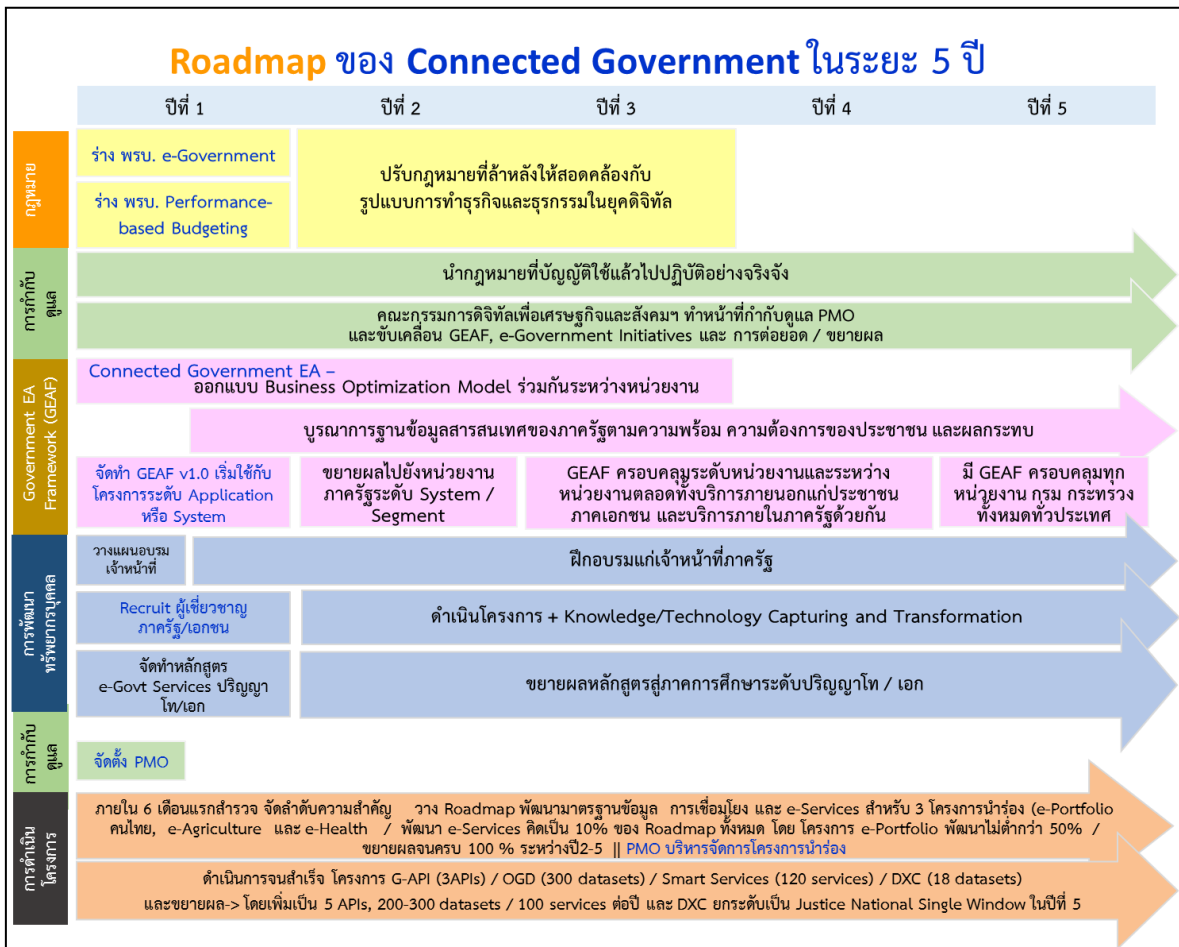 Roadmap ของ Connected Government ในระยะ 5 ปี
ปีที่ 1
ปีที่ 2
ปีที่ 3
ปีที่ 4
ปีที่ 5
กฎหมาย
ร่าง พรบ. e-Government
ร่าง พรบ. Performance-
based Budgeting
ปรับกฎหมายที่ล้าหลังให้สอดคล้องกับ
รูปแบบการทำธุรกิจและธุรกรรมในยุคดิจิทัล
การกำกับ
ดูแล
นำกฎหมายที่บัญญัติใช้แล้วไปปฏิบัติอย่างจริงจัง
คณะกรรมการดิจิทัลเพื่อเศรษฐกิจและสังคมฯ ทำหน้าที่กำกับดูแล PMO
และขับเคลื่อน GEAF, e-Government Initiatives และ การต่อยอด / ขยายผล
Government EA
Framework (GEAF)
Connected Government EA –
ออกแบบ Business Optimization Model ร่วมกันระหว่างหน่วยงาน
บูรณาการฐานข้อมูลสารสนเทศของภาครัฐตามความพร้อม ความต้องการของประชาชน และผลกระทบ
จัดทำ GEAF v1.0 เริ่มใช้กับ
โครงการระดับ Application
หรือ System
ขยายผลไปยังหน่วยงาน
ภาครัฐระดับ System /
Segment
GEAF ครอบคลุมระดับหน่วยงานและระหว่าง
หน่วยงานตลอดทั้งบริการภายนอกแก่ประชาชน
ภาคเอกชน และบริการภายในภาครัฐด้วยกัน
มี GEAF ครอบคลุมทุก
หน่วยงาน กรม กระทรวง
ทั้งหมดทั่วประเทศ
การพัฒนา
ทรัพยากรบุคคล
วางแผนอบรม
เจ้าหน้าที่
ฝึกอบรมแก่เจ้าหน้าที่ภาครัฐ
Recruit ผู้เชี่ยวชาญ
ภาครัฐ/เอกชน
ดำเนินโครงการ + Knowledge/Technology Capturing and Transformation
จัดทำหลักสูตร
e-Govt Services ปริญญา
โท/เอก
ขยายผลหลักสูตรสู่ภาคการศึกษาระดับปริญญาโท / เอก
การกำกับ
ดูแล
จัดตั้ง PMO
การดำเนิน
โครงการ
ภายใน 6 เดือนแรกสำรวจ จัดลำดับความสำคัญ วาง Roadmap พัฒนามาตรฐานข้อมูล การเชื่อมโยง และ e-Services สำหรับ 3 โครงการนำร่อง (e-Portfolio
คนไทย, e-Agriculture และ e-Health / พัฒนา e-Services คิดเป็น 10% ของ Roadmap ทั้งหมด โดย โครงการ e-Portfolio พัฒนาไม่ต่ำกว่า 50% /
ขยายผลจนครบ 100 % ระหว่างปี2-5 || PMO บริหารจัดการโครงการนำร่อง
ดำเนินการจนสำเร็จ โครงการ G-API (3APIs) / OGD (300 datasets) / Smart Services (120 services) / DXC (18 datasets)
และขยายผล-> โดยเพิ่มเป็น 5 APIs, 200-300 datasets / 100 services ต่อปี และ DXC ยกระดับเป็น Justice National Single Window ในปีที่ 5